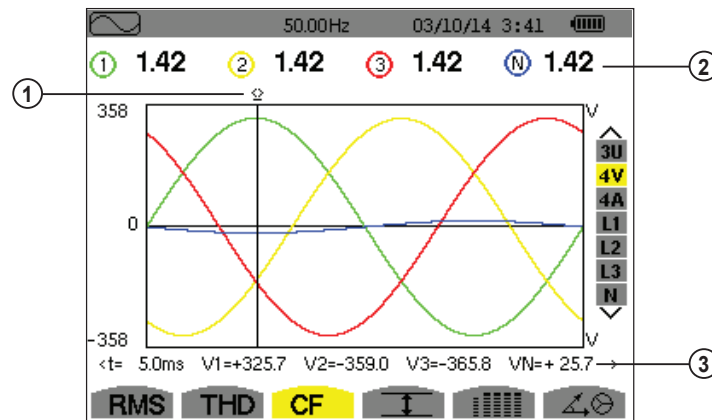 50.00Hz 03/10/14 3:41
1 1.42 2 1.42 3 1.42 N 1.42
2
1
358 V
3U
4V
4A
0
L1
L2
L3
N
-358 V
<t= 5.0ms V1=+325.7 V2=-359.0 V3=-365.8 VN=+ 25.7 →
3
RMS THD CF